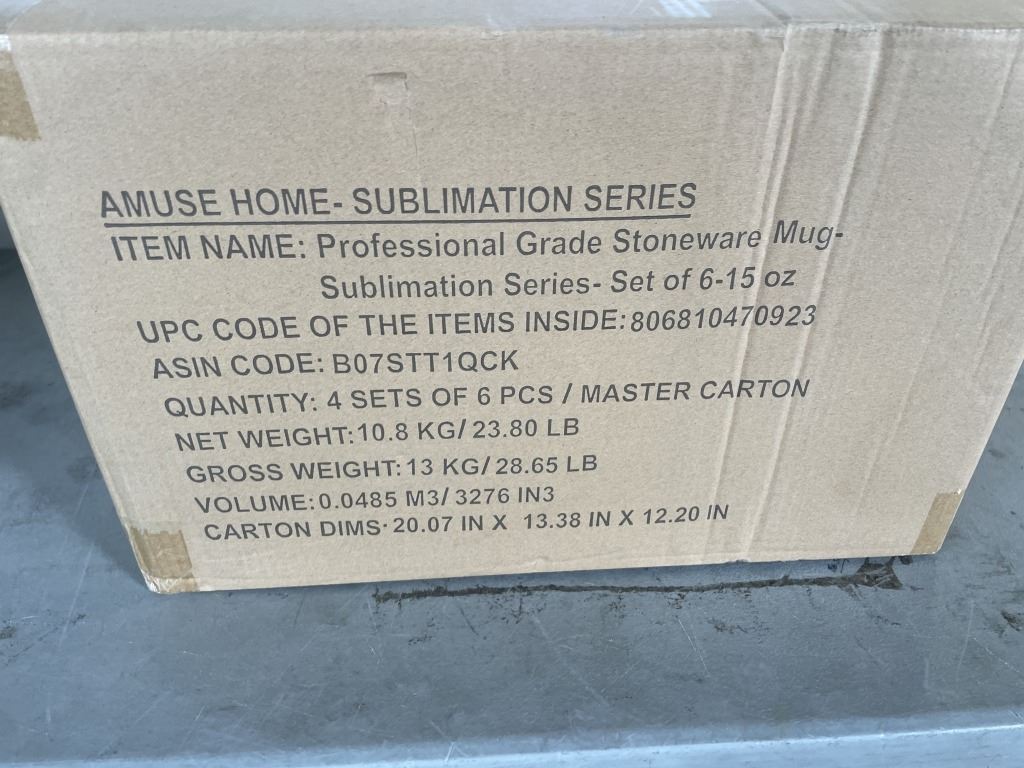 AMUSE HOME- SUBLIMATION SERIES
ITEM NAME: Professional Grade Stoneware Mug-
Sublimation Series- Set of 6-15 oz
UPC CODE OF THE ITEMS INSIDE:806810470923
ASIN CODE: B07STT1QCK
QUANTITY: 4 SETS OF 6 PCS / MASTER CARTON
NET WEIGHT:10.8 KG/ 23.80 LB
GROSS WEIGHT:13 KG/ 28.65 LB
VOLUME:0.0485 M3/ 3276 IN3
CARTON DIMS: 20.07 IN X 13.38 IN X 12.20 IN